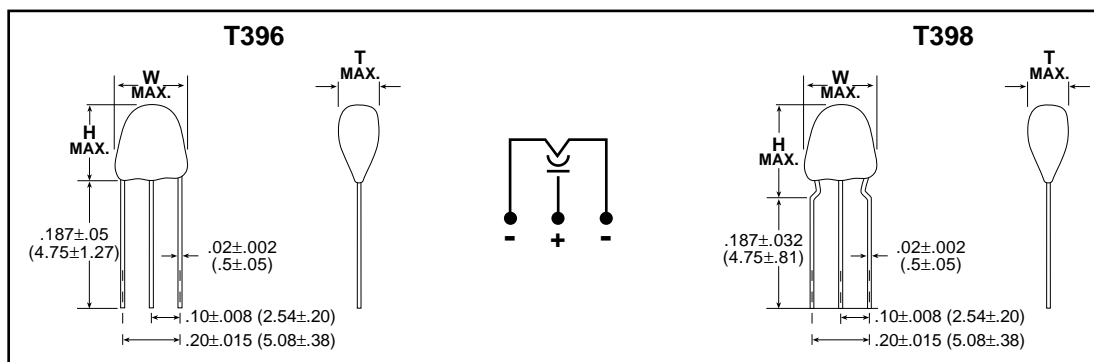 T396
W
MAX.
T
MAX.
H
MAX.
.187±.05
(4.75±1.27)
.02±.002
(.5±.05)
.10±.008 (2.54±.20)
.20±.015 (5.08±.38)
- + -
T398
W
MAX.
T
MAX.
H
MAX.
.187±.032
(4.75±.81)
.02±.002
(.5±.05)
.10±.008 (2.54±.20)
.20±.015 (5.08±.38)